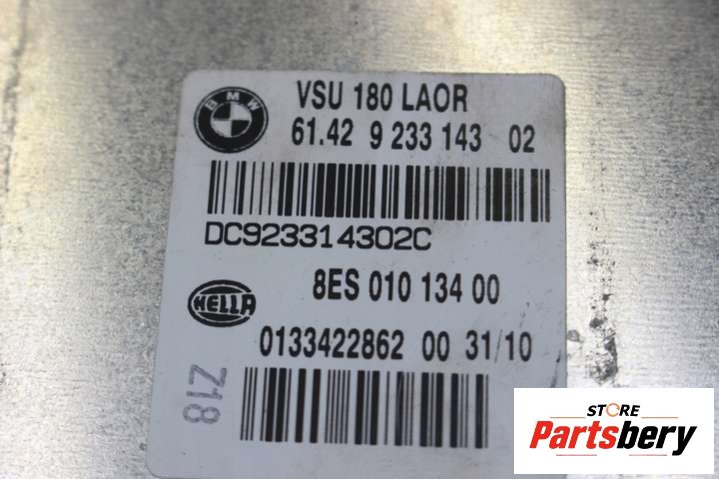 BMW
VSU 180 LAOR
61.42 9 233 143 02
DC923314302C
HELLA
8ES 010 134 00
0133422862 00 31/10
Z18
STORE
Partsbery